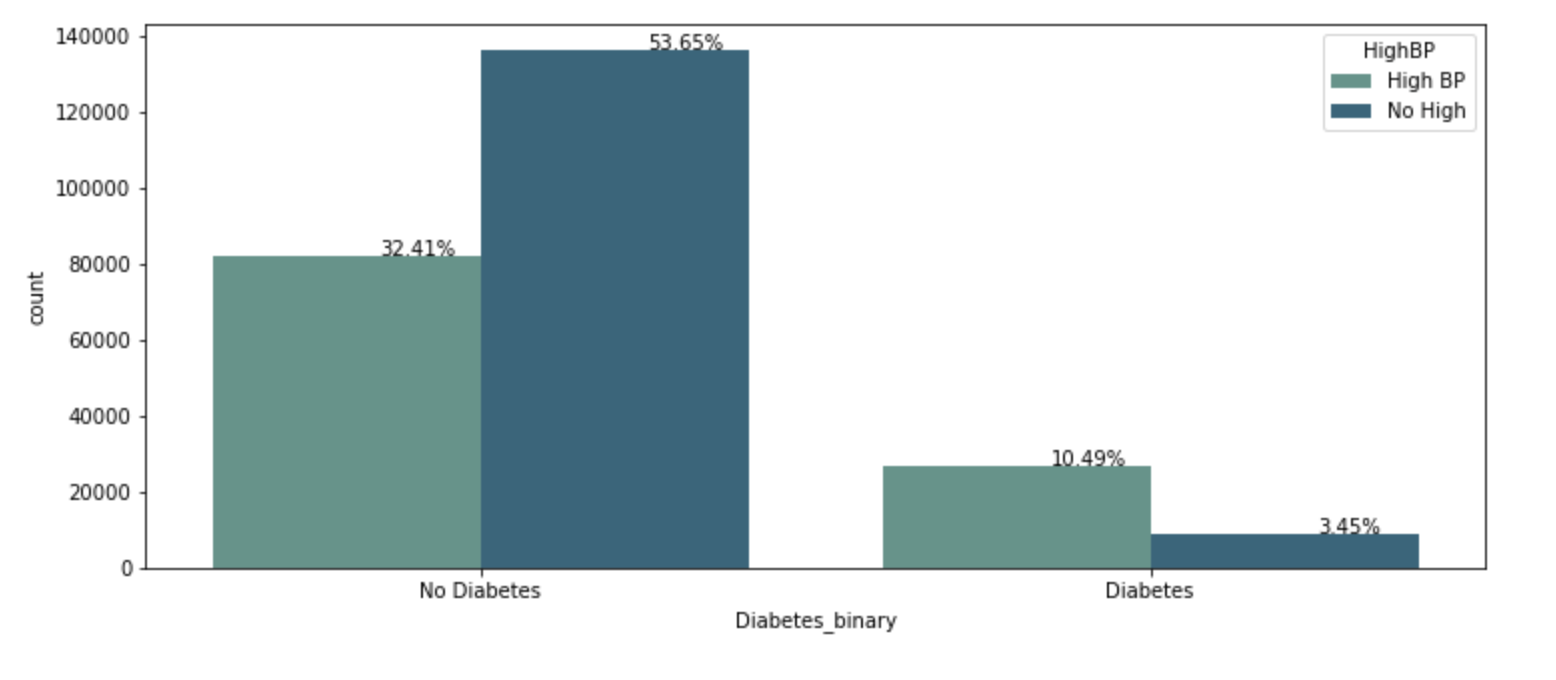 140000
120000
100000
80000
60000
40000
20000
0
count
53.65%
32.41%
10.49%
3.45%
HighBP
High BP
No High
No Diabetes
Diabetes
Diabetes_binary